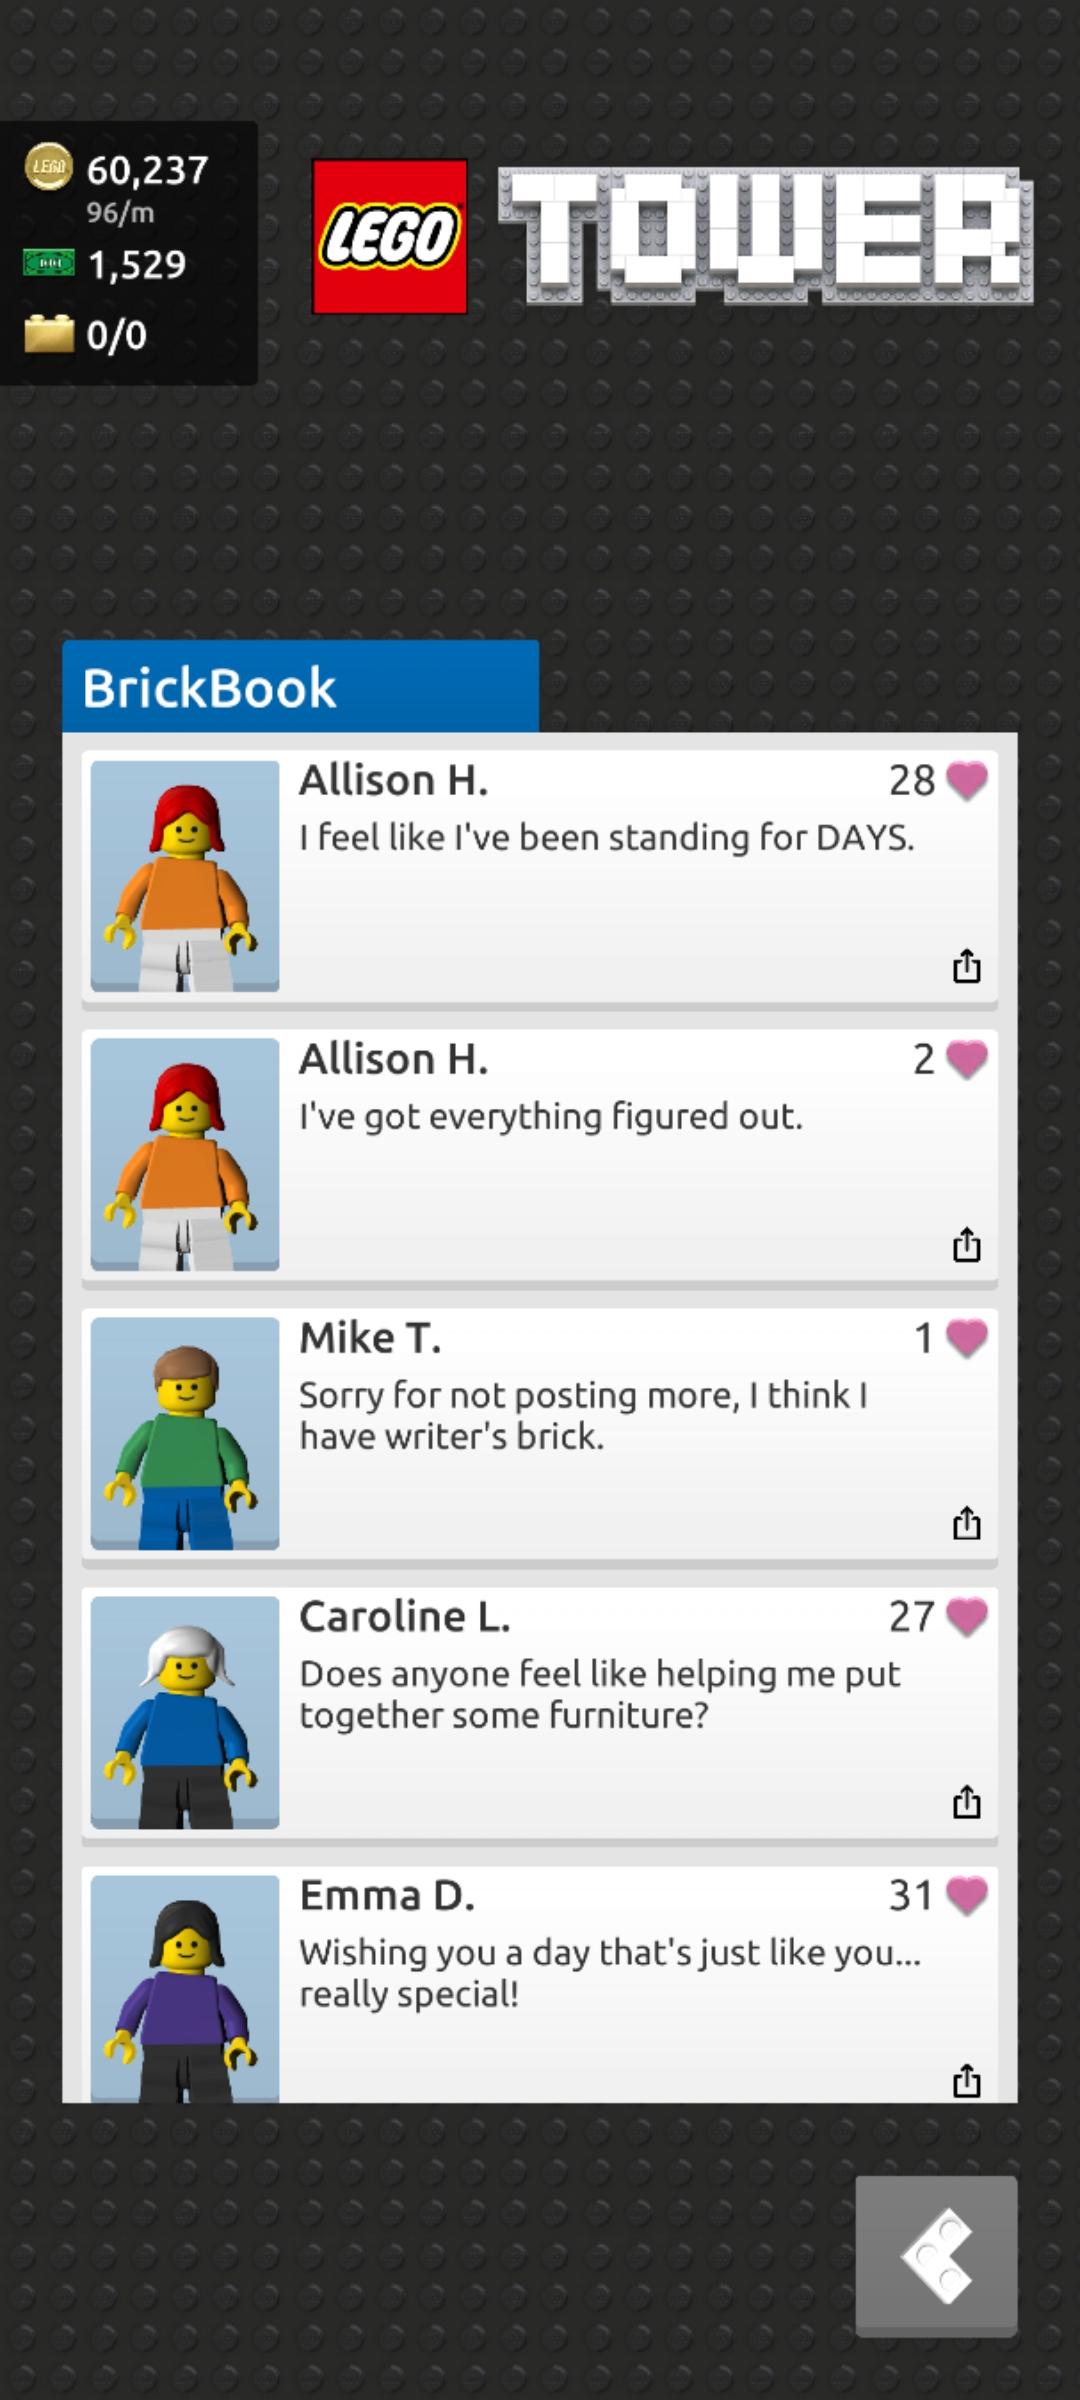 LEGO
60,237
96/m
1,529
0/0
LEGO
TOWER
BrickBook
Allison H.
28
I feel like I've been standing for DAYS.
Allison H.
2
I've got everything figured out.
Mike T.
1
Sorry for not posting more, I think I
have writer's brick.
Caroline L.
27
Does anyone feel like helping me put
together some furniture?
Emma D.
31
Wishing you a day that's just like you...
really special!